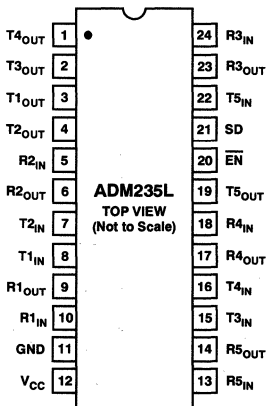 T4OUT 1 24 R3IN
T3OUT 2 23 R3OUT
T1OUT 3 22 T5IN
T2OUT 4 21 SD
R2IN 5 20 E̅N̅
R2OUT 6 ADM235L 19 T5OUT
TOP VIEW
T2IN 7 (Not to Scale) 18 R4IN
T1IN 8 17 R4OUT
R1OUT 9 16 T4IN
R1IN 10 15 T3IN
GND 11 14 R5OUT
VCC 12 13 R5IN